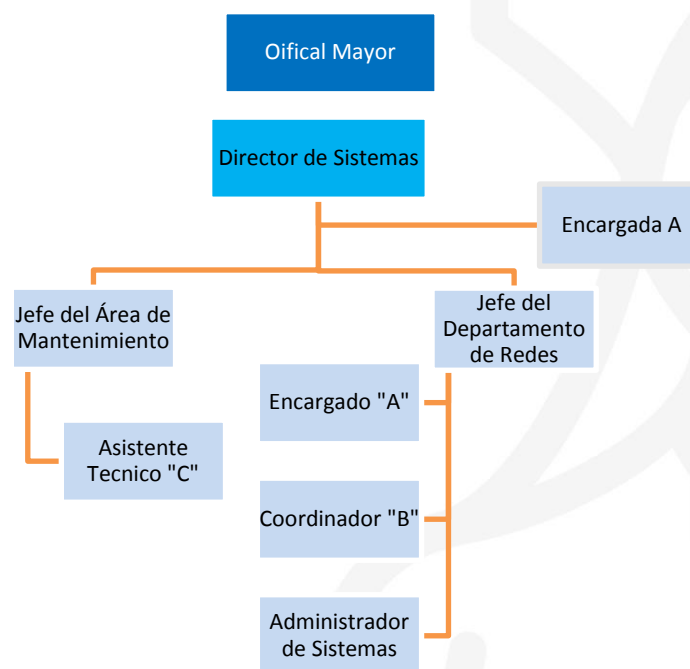 Oifical Mayor
Director de Sistemas
Encargada A
Jefe del Área de
Mantenimiento
Jefe del
Departamento
de Redes
Encargado "A"
Asistente
Tecnico "C"
Coordinador "B"
Administrador
de Sistemas